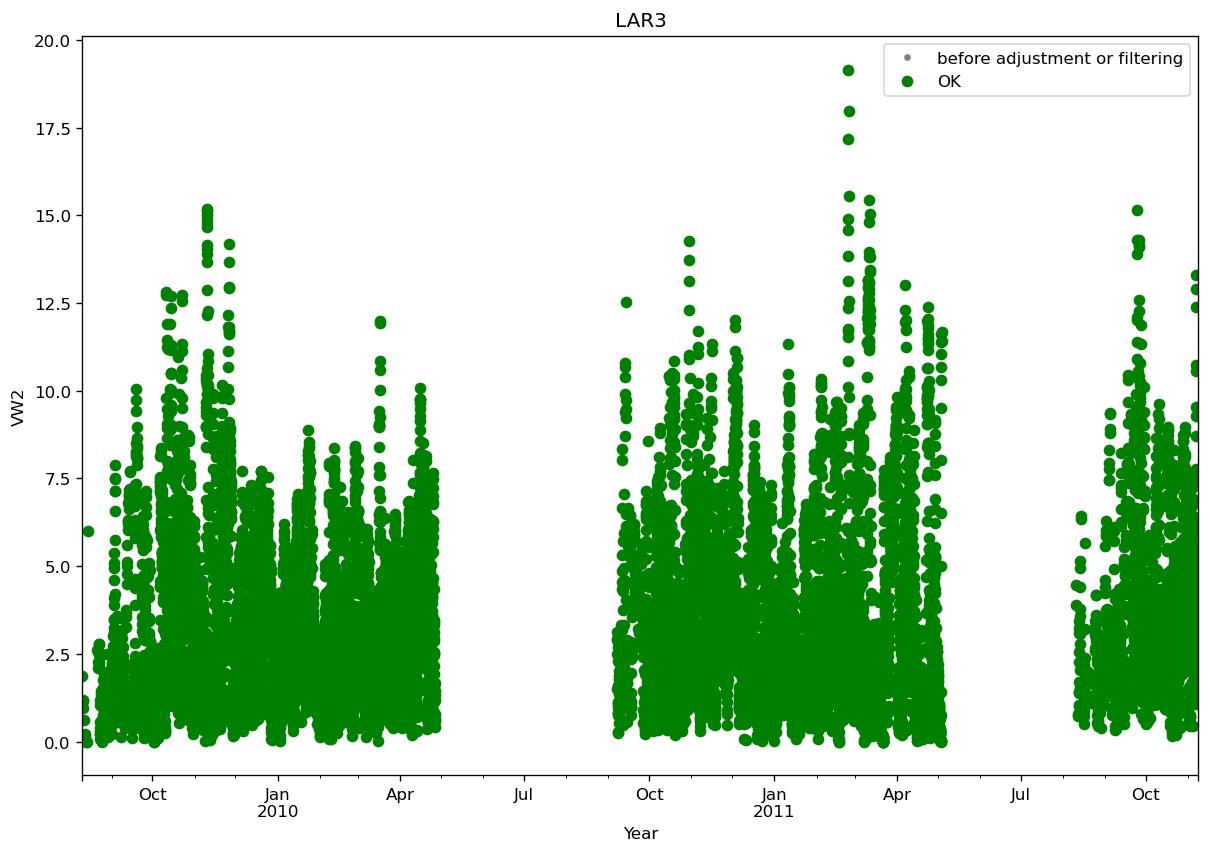 LAR3
20.0
17.5
15.0
12.5
10.0
7.5
5.0
2.5
0.0
VW2
before adjustment or filtering
OK
Oct Jan Apr Jul Oct Jan Apr Jul Oct
2010 2011
Year